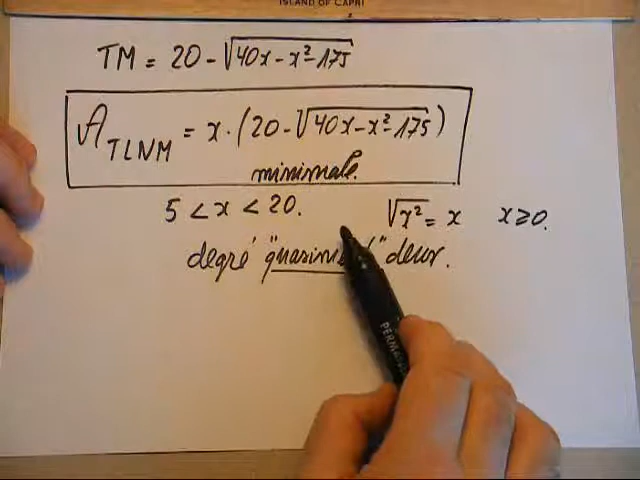 ISLAND OF CAPRI
TM = 20 - √(40x - x² - 175)
A_TLNM = x · (20 - √(40x - x² - 175))
minimale.
5 < x < 20. √(x²) = x x ≥ 0.
degré " " deux.